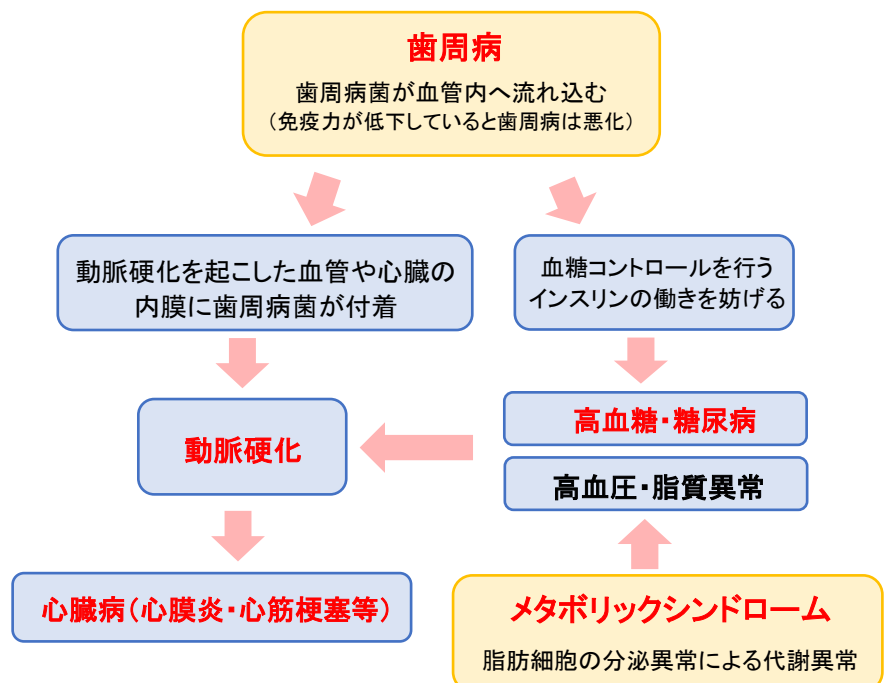 歯周病
歯周病菌が血管内へ流れ込む
（免疫力が低下していると歯周病は悪化）
動脈硬化を起こした血管や心臓の
内膜に歯周病菌が付着
血糖コントロールを行う
インスリンの働きを妨げる
高血糖・糖尿病
動脈硬化
高血圧・脂質異常
心臓病（心膜炎・心筋梗塞等）
メタボリックシンドローム
脂肪細胞の分泌異常による代謝異常